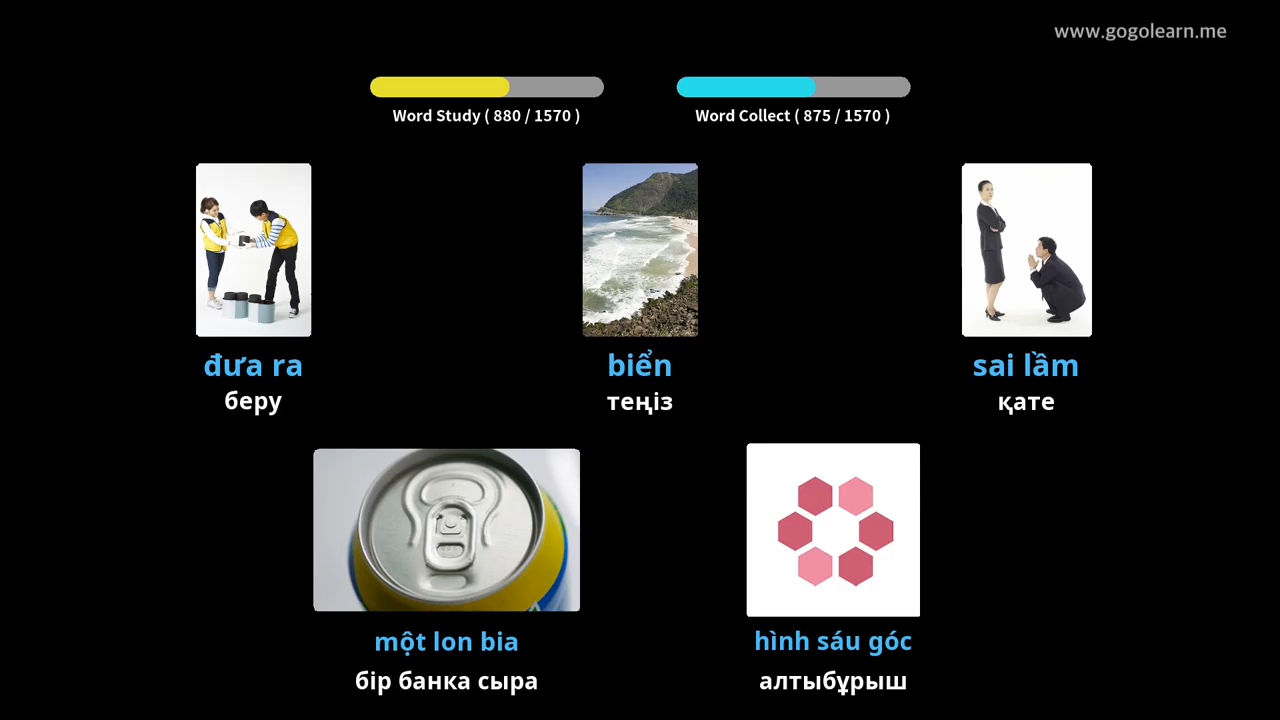 www.gogolearn.me
Word Study ( 880 / 1570 )
Word Collect ( 875 / 1570 )
đưa ra
беру
biển
теңіз
sai lầm
қате
một lon bia
бір банка сыра
hình sáu góc
алтыбұрыш